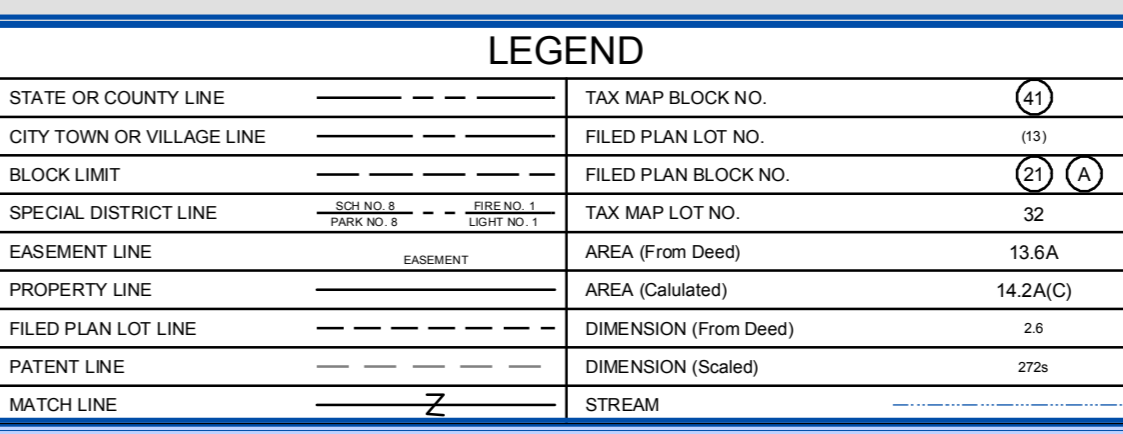 LEGEND
STATE OR COUNTY LINE TAX MAP BLOCK NO. 41
CITY TOWN OR VILLAGE LINE FILED PLAN LOT NO. (13)
BLOCK LIMIT FILED PLAN BLOCK NO. 21 A
SPECIAL DISTRICT LINE SCH NO. 8 FIRE NO. 1 TAX MAP LOT NO. 32
PARK NO. 8 LIGHT NO. 1
EASEMENT LINE EASEMENT AREA (From Deed) 13.6A
PROPERTY LINE AREA (Calulated) 14.2A(C)
FILED PLAN LOT LINE DIMENSION (From Deed) 2.6
PATENT LINE DIMENSION (Scaled) 272s
MATCH LINE Z STREAM